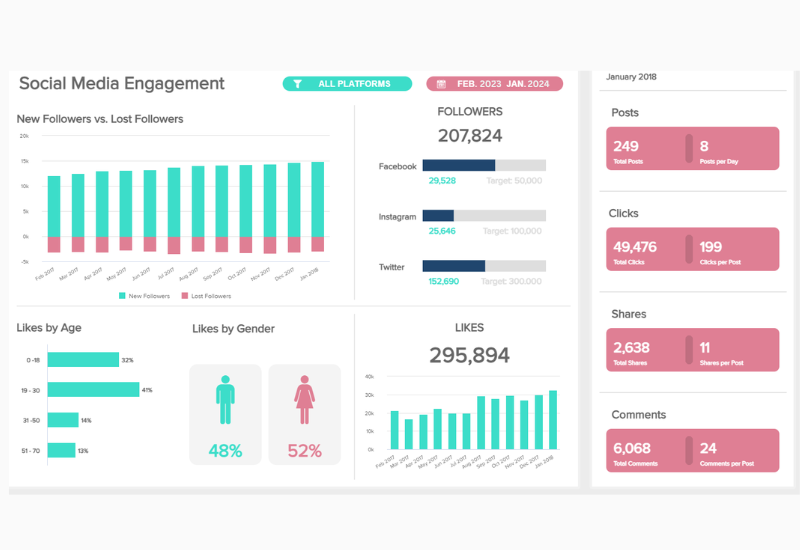 Social Media Engagement
ALL PLATFORMS
FEB. 2023 JAN. 2024
New Followers vs. Lost Followers
20k
15k
10k
5k
0k
-5k
Feb 2017 Mar 2017 Apr 2017 May 2017 Jun 2017 Jul 2017 Aug 2017 Sep 2017 Oct 2017 Nov 2017 Dec 2017 Jan 2018
New Followers Lost Followers
FOLLOWERS
207,824
Facebook
29,528 Target: 50,000
Instagram
25,646 Target: 100,000
Twitter
152,690 Target: 300,000
Likes by Age
0 -18 32%
19 - 30 41%
31 -50 14%
51 - 70 13%
Likes by Gender
48% 52%
LIKES
295,894
40k
30k
20k
10k
0k
Feb 2017 Mar 2017 Apr 2017 May 2017 Jun 2017 Jul 2017 Aug 2017 Sep 2017 Oct 2017 Nov 2017 Dec 2017 Jan 2018
January 2018
Posts
249 8
Total Posts Posts per Day
Clicks
49,476 199
Total Clicks Clicks per Post
Shares
2,638 11
Total Shares Shares per Post
Comments
6,068 24
Total Comments Comments per Post